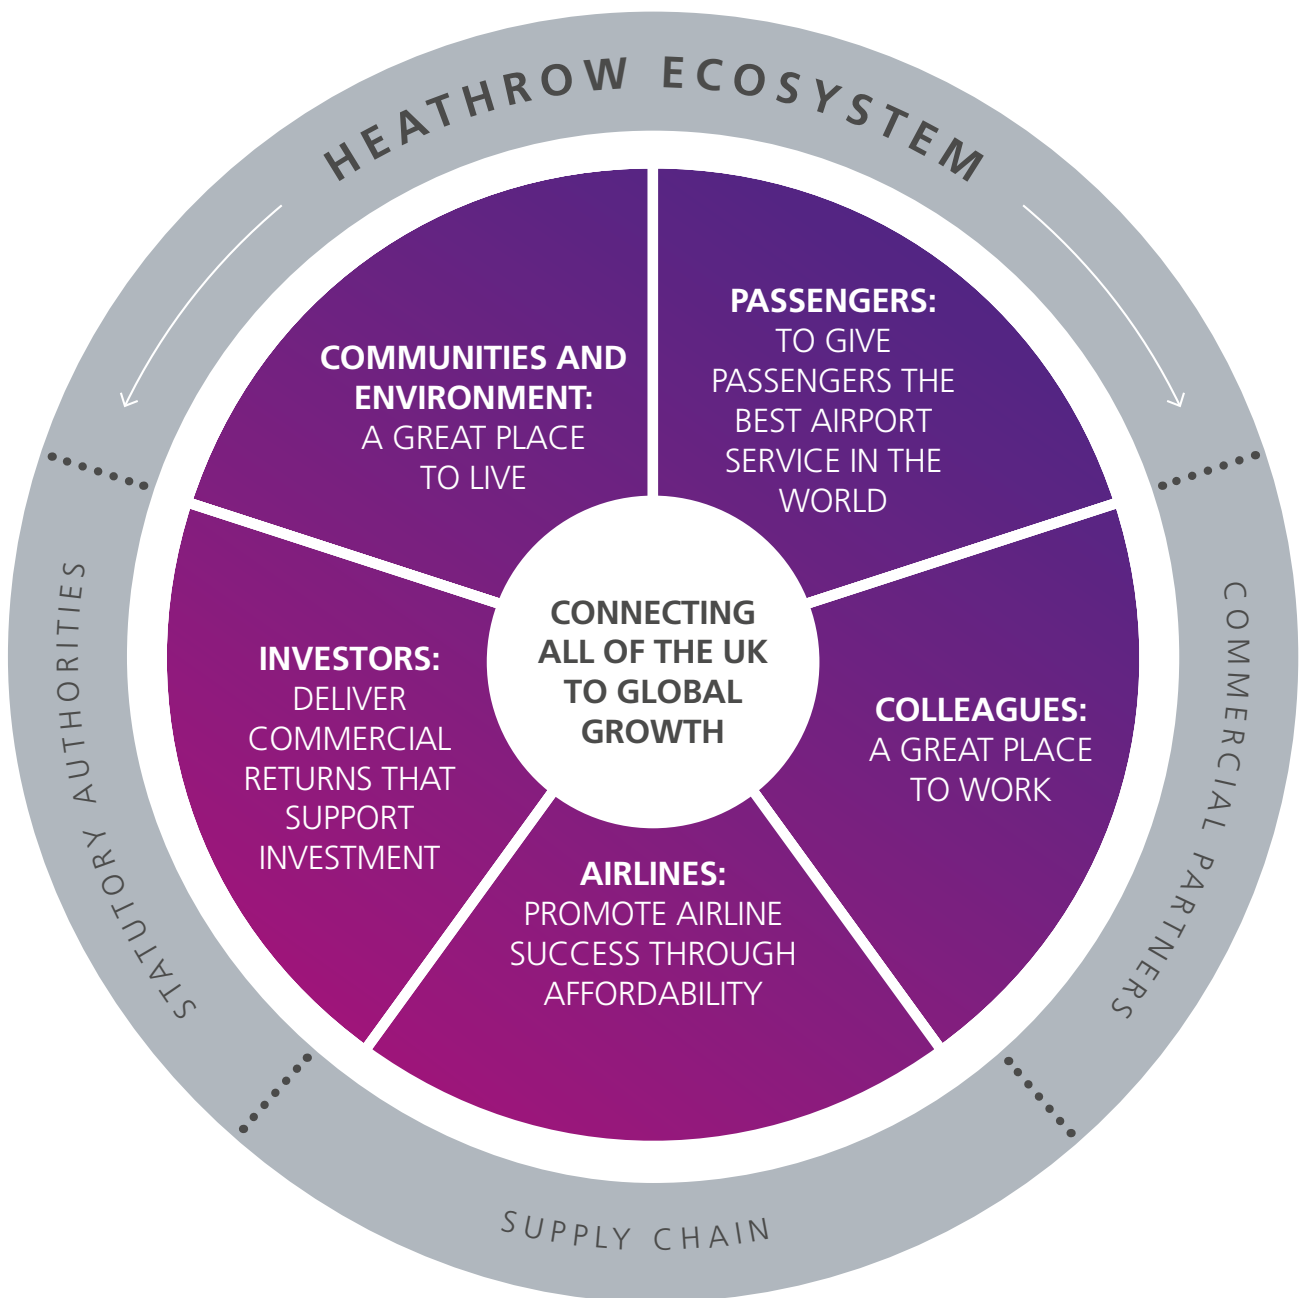 HEATHROW ECOSYSTEM
PASSENGERS:
TO GIVE
PASSENGERS THE
BEST AIRPORT
SERVICE IN THE
WORLD
COMMUNITIES AND
ENVIRONMENT:
A GREAT PLACE
TO LIVE
CONNECTING
ALL OF THE UK
TO GLOBAL
GROWTH
INVESTORS:
DELIVER
COMMERCIAL
RETURNS THAT
SUPPORT
INVESTMENT
COLLEAGUES:
A GREAT PLACE
TO WORK
AIRLINES:
PROMOTE AIRLINE
SUCCESS THROUGH
AFFORDABILITY
STATUTORY AUTHORITIES
COMMERCIAL PARTNERS
SUPPLY CHAIN